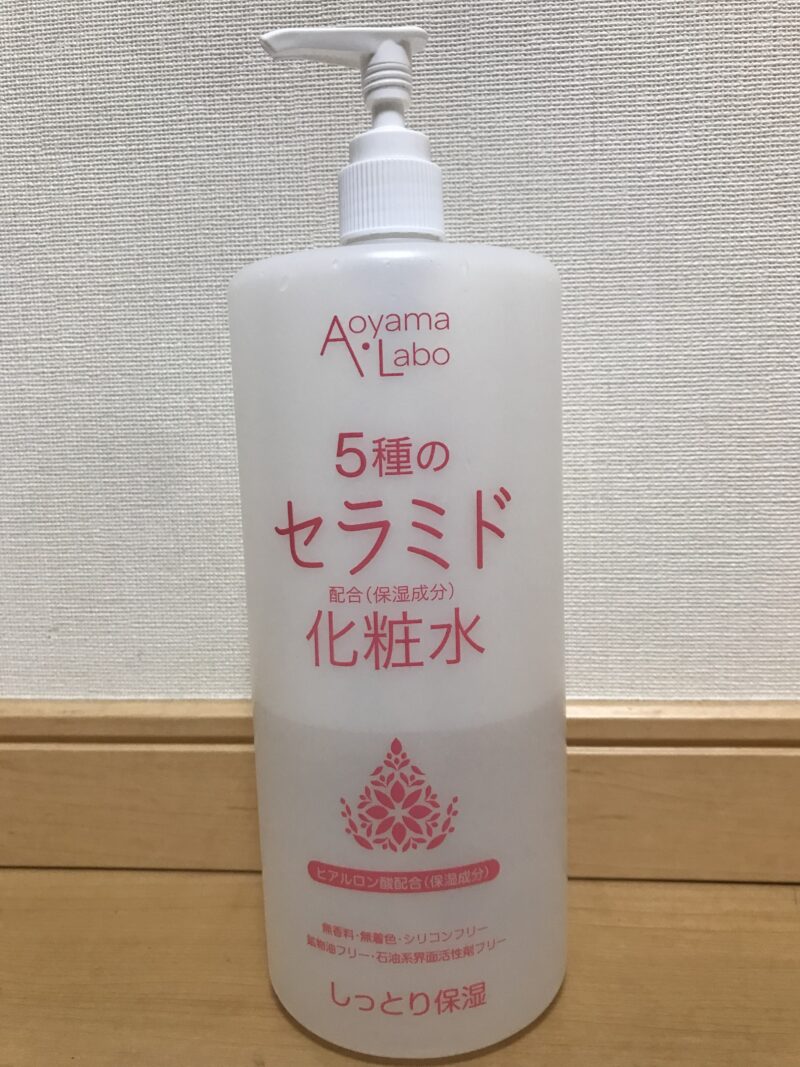 Aoyama
Labo
5種の
セラミド
配合(保湿成分)
化粧水
ヒアルロン酸配合(保湿成分)
無香料・無着色・シリコンフリー
鉱物油フリー・石油系界面活性剤フリー
しっとり保湿